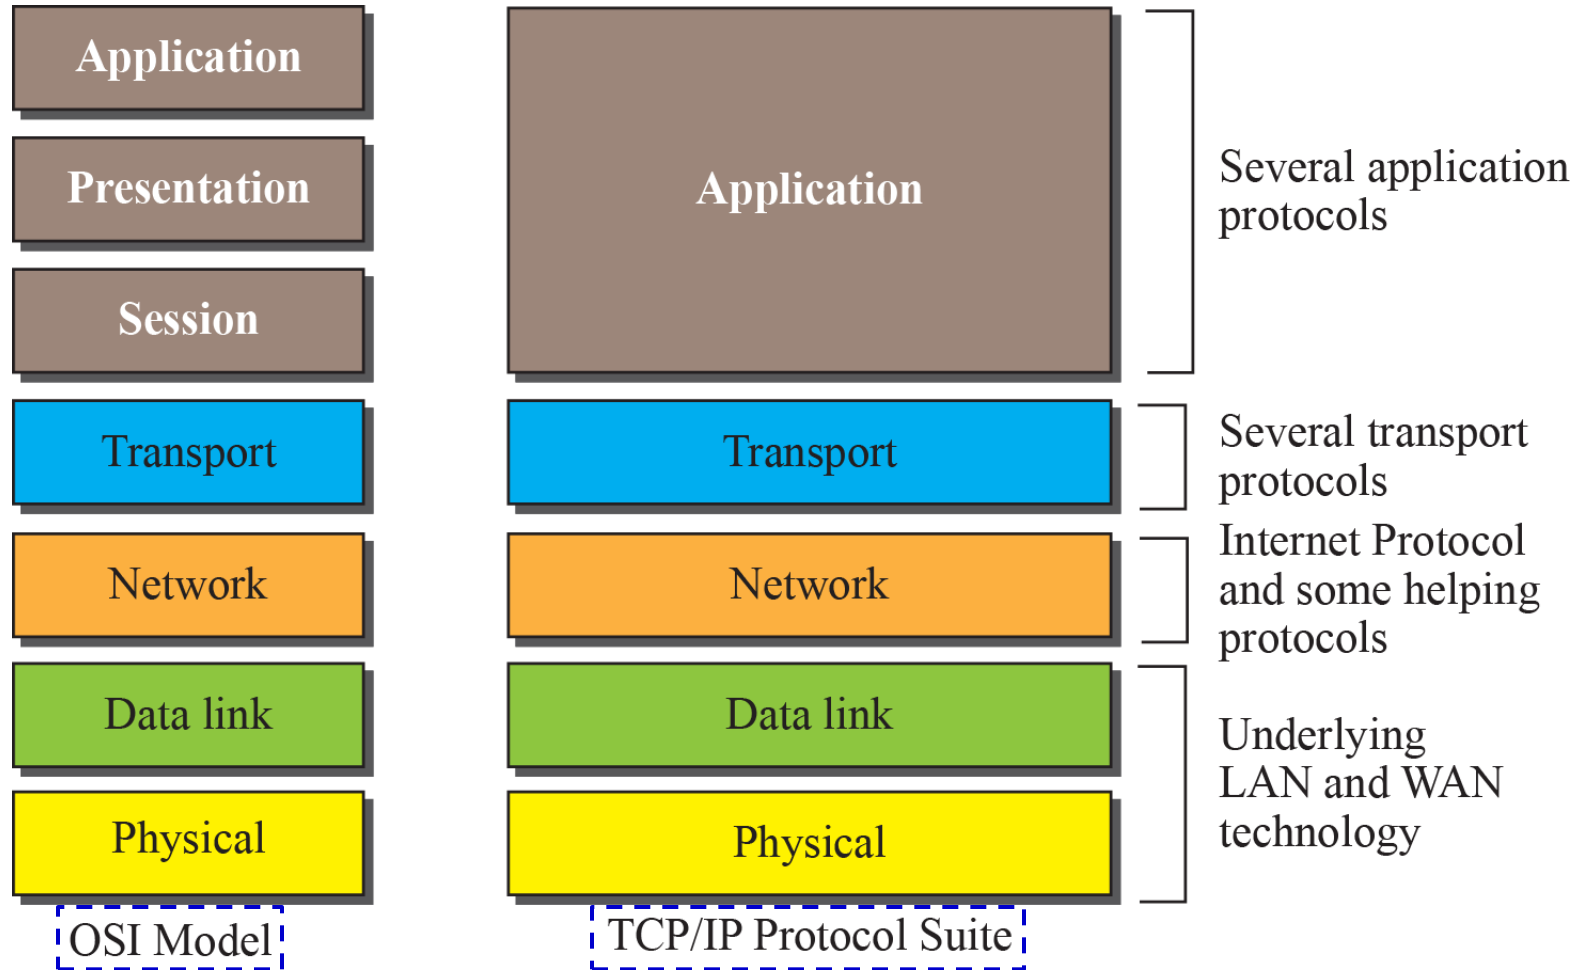 Application
Presentation
Session
Transport
Network
Data link
Physical
OSI Model
Application
Transport
Network
Data link
Physical
TCP/IP Protocol Suite
Several application
protocols
Several transport
protocols
Internet Protocol
and some helping
protocols
Underlying
LAN and WAN
technology